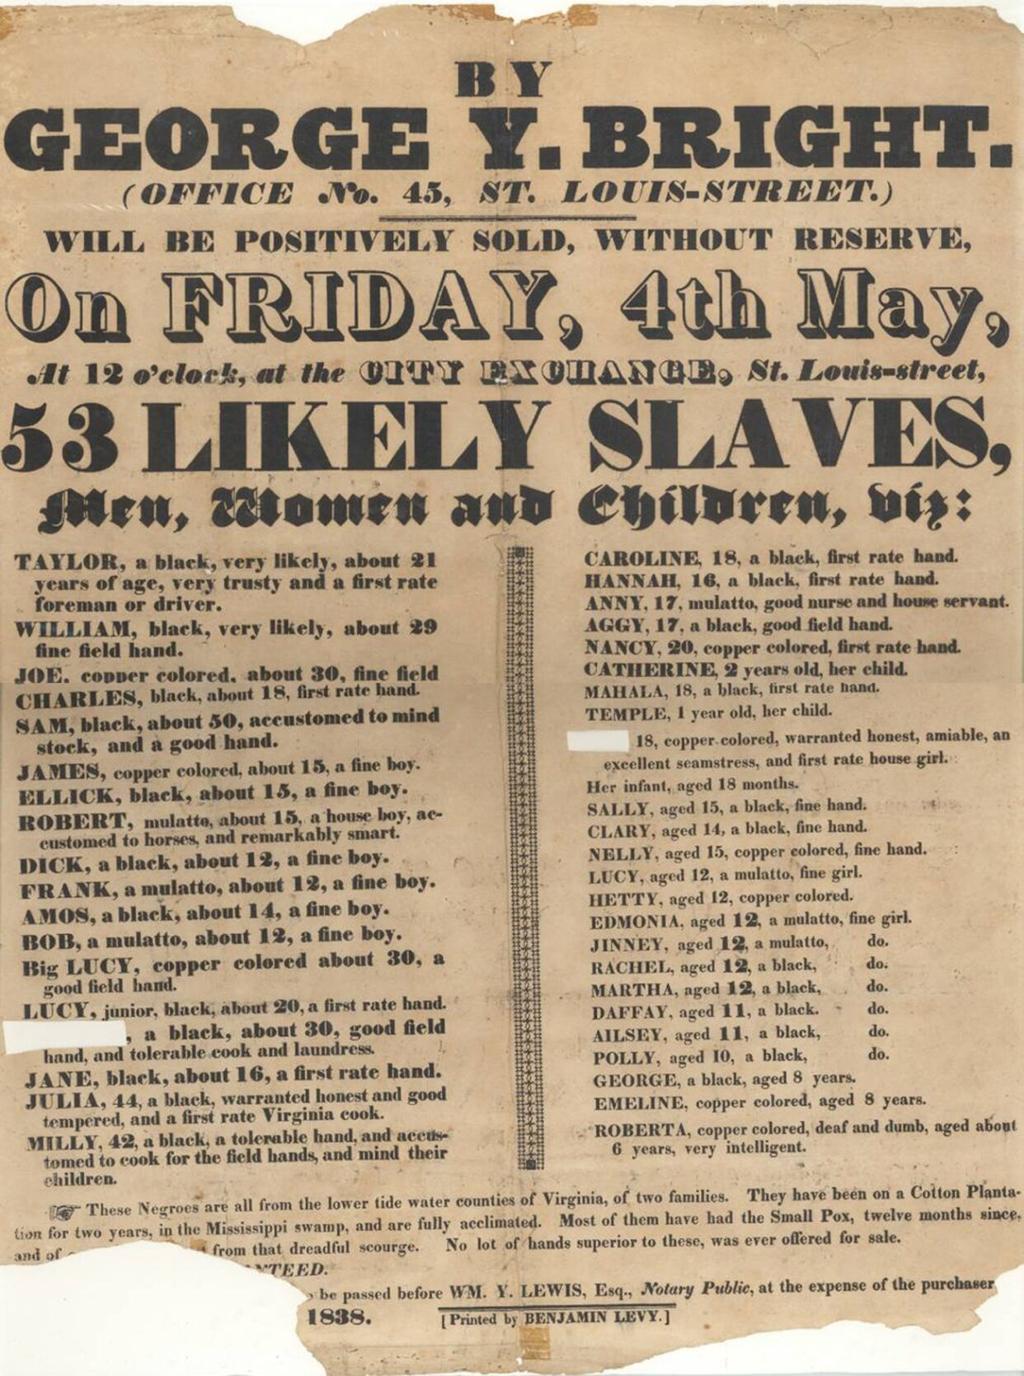 BY
GEORGE Y. BRIGHT.
(OFFICE No. 45, ST. LOUIS-STREET.)
WILL BE POSITIVELY SOLD, WITHOUT RESERVE,
On FRIDAY, 4th May,
At 12 o'clock, at the CITY EXCHANGE, St. Louis-street,
53 LIKELY SLAVES,
Men, Women and Children, viz:
TAYLOR, a black, very likely, about 21
years of age, very trusty and a first rate
foreman or driver.
WILLIAM, black, very likely, about 29
fine field hand.
JOE. copper colored, about 30, fine field
CHARLES, black, about 18, first rate hand.
SAM, black, about 50, accustomed to mind
stock, and a good hand.
JAMES, copper colored, about 15, a fine boy.
ELLICK, black, about 15, a fine boy.
ROBERT, mulatto, about 15, a house boy, ac-
customed to horses, and remarkably smart.
DICK, a black, about 12, a fine boy.
FRANK, a mulatto, about 12, a fine boy.
AMOS, a black, about 14, a fine boy.
BOB, a mulatto, about 12, a fine boy.
Big LUCY, copper colored about 30, a
good field hand.
LUCY, junior, black, about 20, a first rate hand.
, a black, about 30, good field
hand, and tolerable cook and laundress.
JANE, black, about 16, a first rate hand.
JULIA, 44, a black, warranted honest and good
tempered, and a first rate Virginia cook.
MILLY, 42, a black, a tolerable hand, and accus-
tomed to cook for the field hands, and mind their
children.
CAROLINE, 18, a black, first rate hand.
HANNAH, 16, a black, first rate hand.
ANNY, 17, mulatto, good nurse and house servant.
AGGY, 17, a black, good field hand.
NANCY, 20, copper colored, first rate hand.
CATHERINE, 2 years old, her child.
MAHALA, 18, a black, first rate hand.
TEMPLE, 1 year old, her child.
18, copper colored, warranted honest, amiable, an
excellent seamstress, and first rate house girl.
Her infant, aged 18 months.
SALLY, aged 15, a black, fine hand.
CLARY, aged 14, a black, fine hand.
NELLY, aged 15, copper colored, fine hand.
LUCY, aged 12, a mulatto, fine girl.
HETTY, aged 12, copper colored.
EDMONIA, aged 12, a mulatto, fine girl.
JINNEY, aged 12, a mulatto, do.
RACHEL, aged 12, a black, do.
MARTHA, aged 12, a black, do.
DAFFAY, aged 11, a black. do.
AILSEY, aged 11, a black, do.
POLLY, aged 10, a black, do.
GEORGE, a black, aged 8 years.
EMELINE, copper colored, aged 8 years.
ROBERTA, copper colored, deaf and dumb, aged about
6 years, very intelligent.
☞ These Negroes are all from the lower tide water counties of Virginia, of two families. They have been on a Cotton Planta-
tion for two years, in the Mississippi swamp, and are fully acclimated. Most of them have had the Small Pox, twelve months since,
and of from that dreadful scourge. No lot of hands superior to these, was ever offered for sale.
TEED.
be passed before WM. Y. LEWIS, Esq., Notary Public, at the expense of the purchaser
1838. [Printed by BENJAMIN LEVY.]